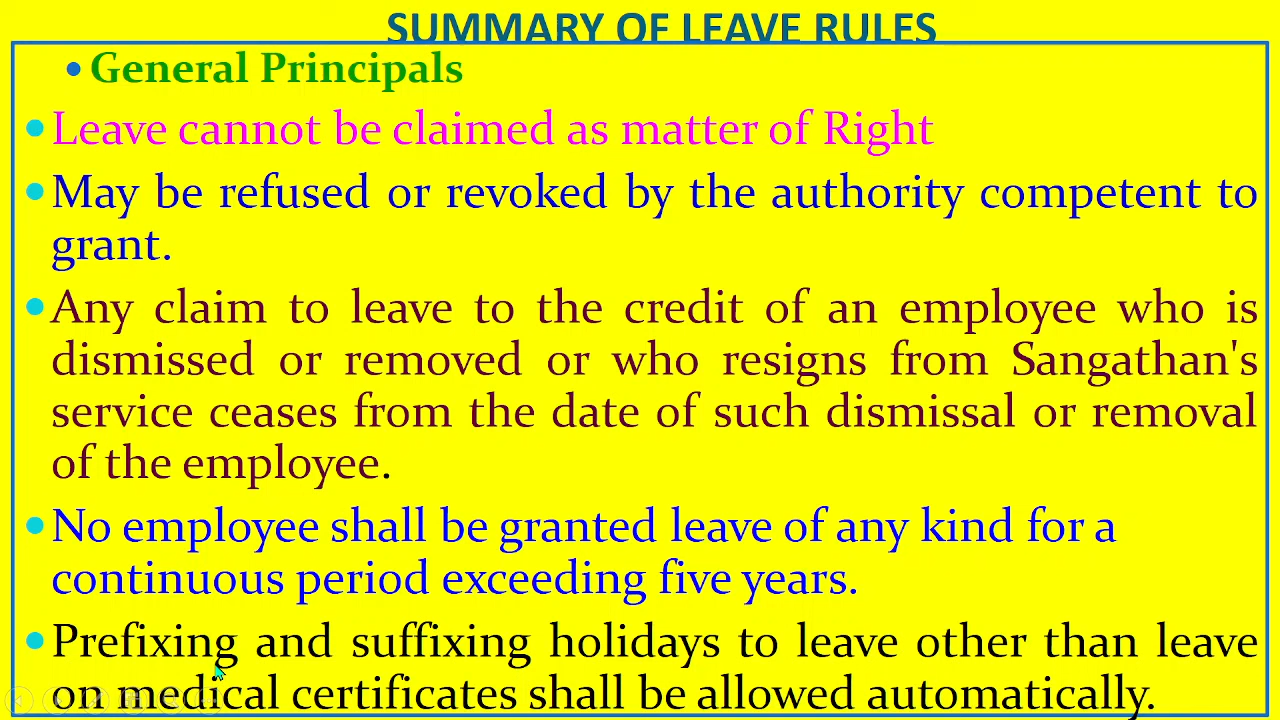 SUMMARY OF LEAVE RULES
• General Principals
• Leave cannot be claimed as matter of Right
• May be refused or revoked by the authority competent to
grant.
• Any claim to leave to the credit of an employee who is
dismissed or removed or who resigns from Sangathan's
service ceases from the date of such dismissal or removal
of the employee.
• No employee shall be granted leave of any kind for a
continuous period exceeding five years.
• Prefixing and suffixing holidays to leave other than leave
on medical certificates shall be allowed automatically.